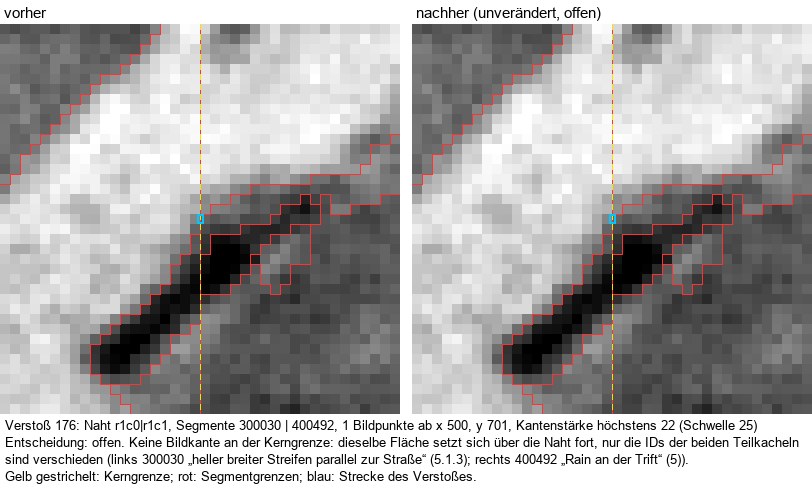 vorher
nachher (unverändert, offen)
Verstoß 176: Naht r1c0|r1c1, Segmente 300030 | 400492, 1 Bildpunkte ab x 500, y 701, Kantenstärke höchstens 22 (Schwelle 25)
Entscheidung: offen. Keine Bildkante an der Kerngrenze: dieselbe Fläche setzt sich über die Naht fort, nur die IDs der beiden Teilkacheln
sind verschieden (links 300030 „heller breiter Streifen parallel zur Straße“ (5.1.3); rechts 400492 „Rain an der Trift“ (5)).
Gelb gestrichelt: Kerngrenze; rot: Segmentgrenzen; blau: Strecke des Verstoßes.